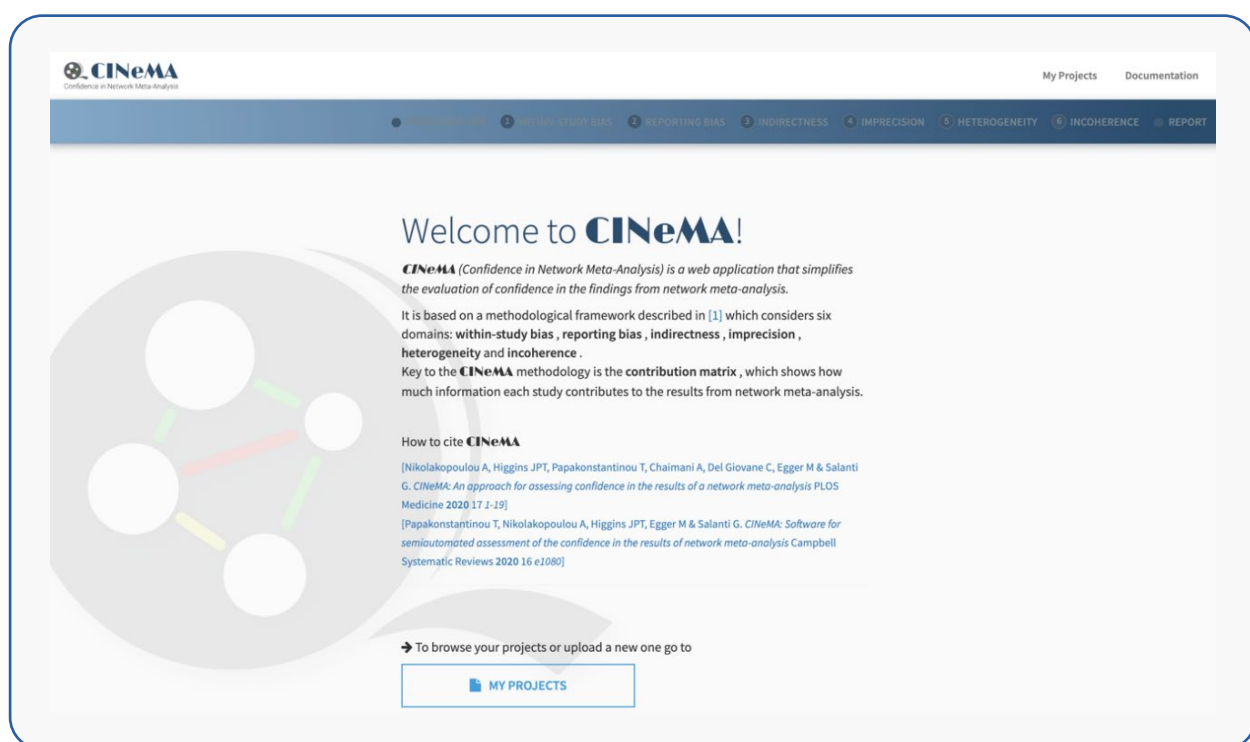 CINeMA
Confidence in Network Meta-Analysis
My Projects Documentation
1 WITHIN-STUDY BIAS 2 REPORTING BIAS 3 INDIRECTNESS 4 IMPRECISION 5 HETEROGENEITY 6 INCOHERENCE REPORT
Welcome to CINeMA!
CINeMA (Confidence in Network Meta-Analysis) is a web application that simplifies
the evaluation of confidence in the findings from network meta-analysis.
It is based on a methodological framework described in [1] which considers six
domains: within-study bias , reporting bias , indirectness , imprecision ,
heterogeneity and incoherence .
Key to the CINeMA methodology is the contribution matrix , which shows how
much information each study contributes to the results from network meta-analysis.
How to cite CINeMA
[Nikolakopoulou A, Higgins JPT, Papakonstantinou T, Chaimani A, Del Giovane C, Egger M & Salanti
G. CINeMA: An approach for assessing confidence in the results of a network meta-analysis PLOS
Medicine 2020 17 1-19]
[Papakonstantinou T, Nikolakopoulou A, Higgins JPT, Egger M & Salanti G. CINeMA: Software for
semiautomated assessment of the confidence in the results of network meta-analysis Campbell
Systematic Reviews 2020 16 e1080]
→ To browse your projects or upload a new one go to
MY PROJECTS